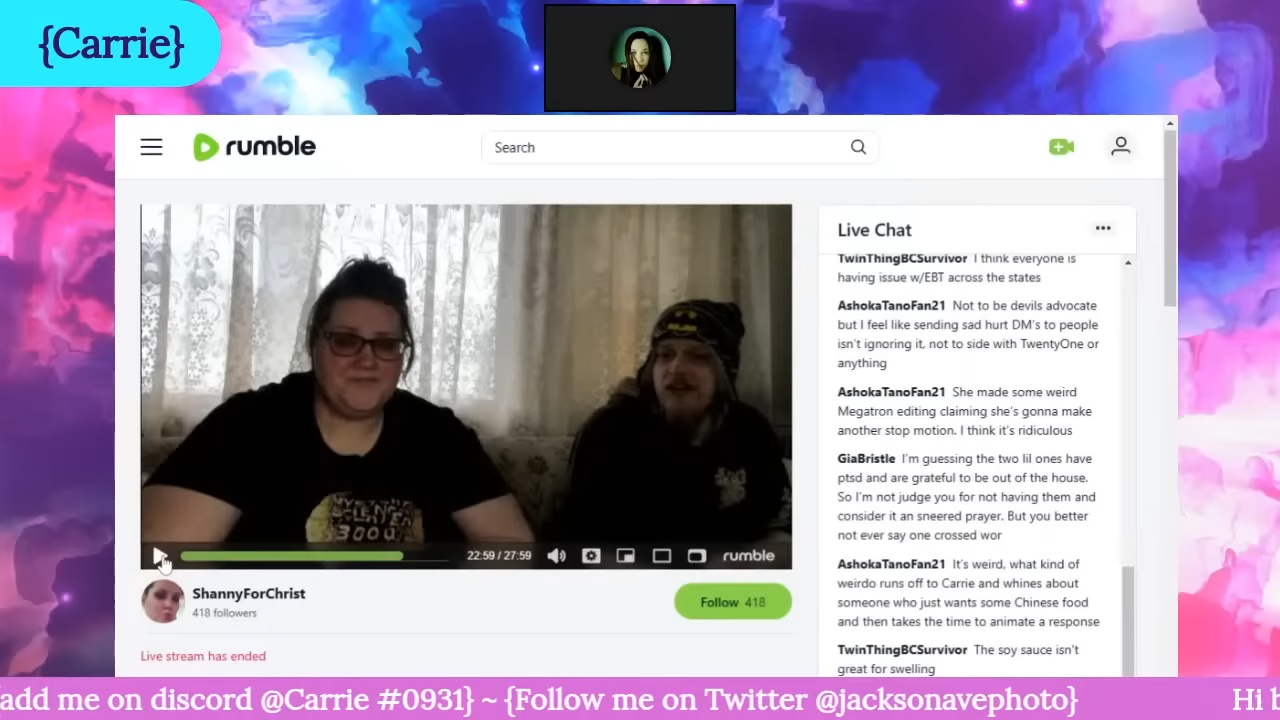 {Carrie}
rumble
Search
Live Chat
TwinThingBCSurvivor I think everyone is
having issue w/EBT across the states
AshokaTanoFan21 Not to be devils advocate
but I feel like sending sad hurt DM's to people
isn't ignoring it, not to side with TwentyOne or
anything
AshokaTanoFan21 She made some weird
Megatron editing claiming she's gonna make
another stop motion. I think it's ridiculous
GiaBristle I'm guessing the two lil ones have
ptsd and are grateful to be out of the house.
So I'm not judge you for not having them and
consider it an sneered prayer. But you better
not ever say one crossed wor
AshokaTanoFan21 It's weird, what kind of
weirdo runs off to Carrie and whines about
someone who just wants some Chinese food
and then takes the time to animate a response
TwinThingBCSurvivor The soy sauce isn't
great for swelling
3000
22:59 / 27:59
rumble
ShannyForChrist
418 followers
Follow 418
Live stream has ended
add me on discord @Carrie #0931} ~ {Follow me on Twitter @jacksonavephoto}
Hi